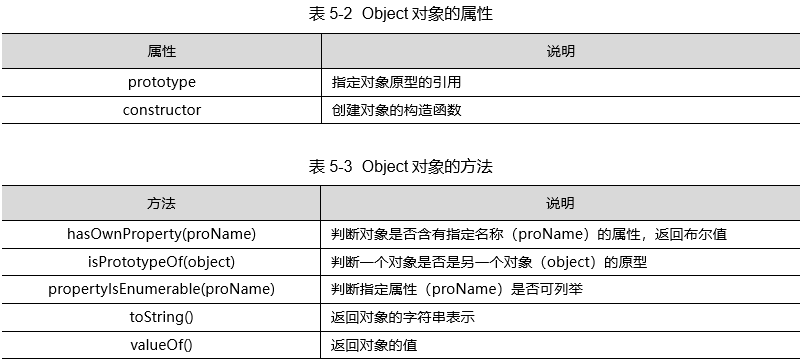 表 5-2 Object 对象的属性
属性 说明
prototype 指定对象原型的引用
constructor 创建对象的构造函数
表 5-3 Object 对象的方法
方法 说明
hasOwnProperty(proName) 判断对象是否含有指定名称（proName）的属性，返回布尔值
isPrototypeOf(object) 判断一个对象是否是另一个对象（object）的原型
propertyIsEnumerable(proName) 判断指定属性（proName）是否可列举
toString() 返回对象的字符串表示
valueOf() 返回对象的值